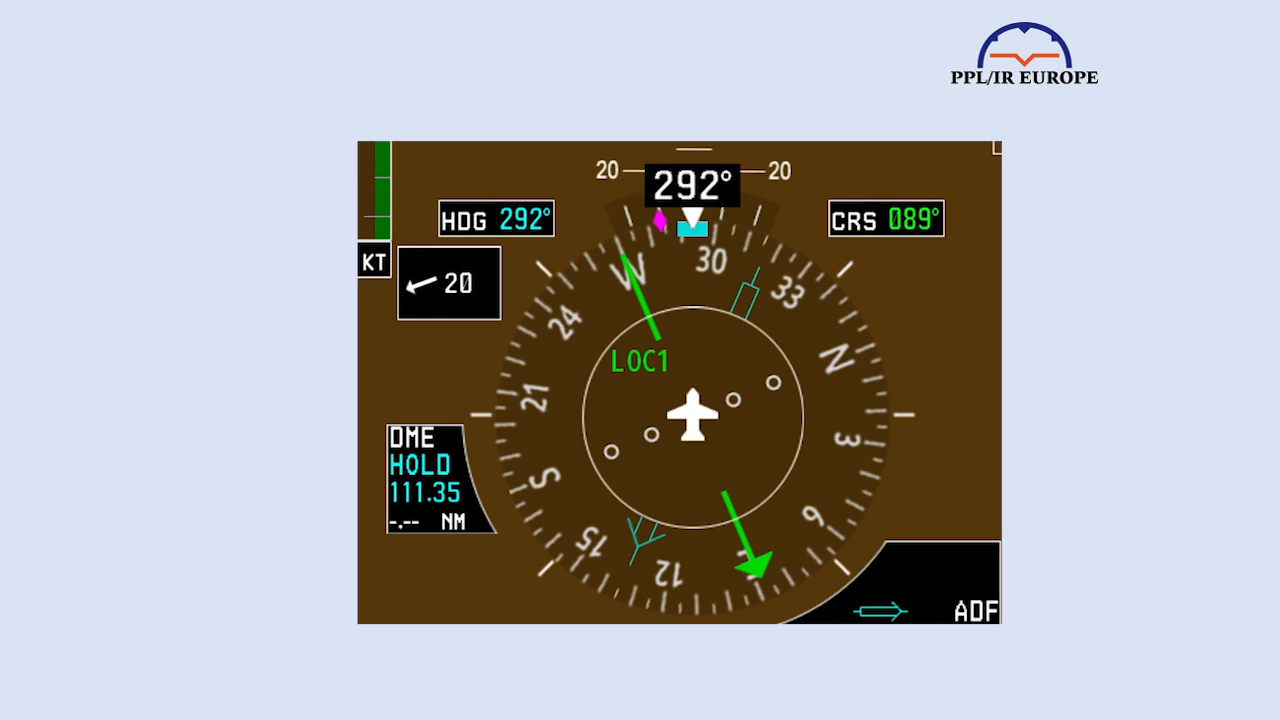 PPL/IR EUROPE
20 292° 20
HDG 292°
CRS 089°
KT
20
30
33
W
24
N
LOC1
21
3
DME
HOLD
111.35
-.-- NM
S
6
15
12
E
ADF